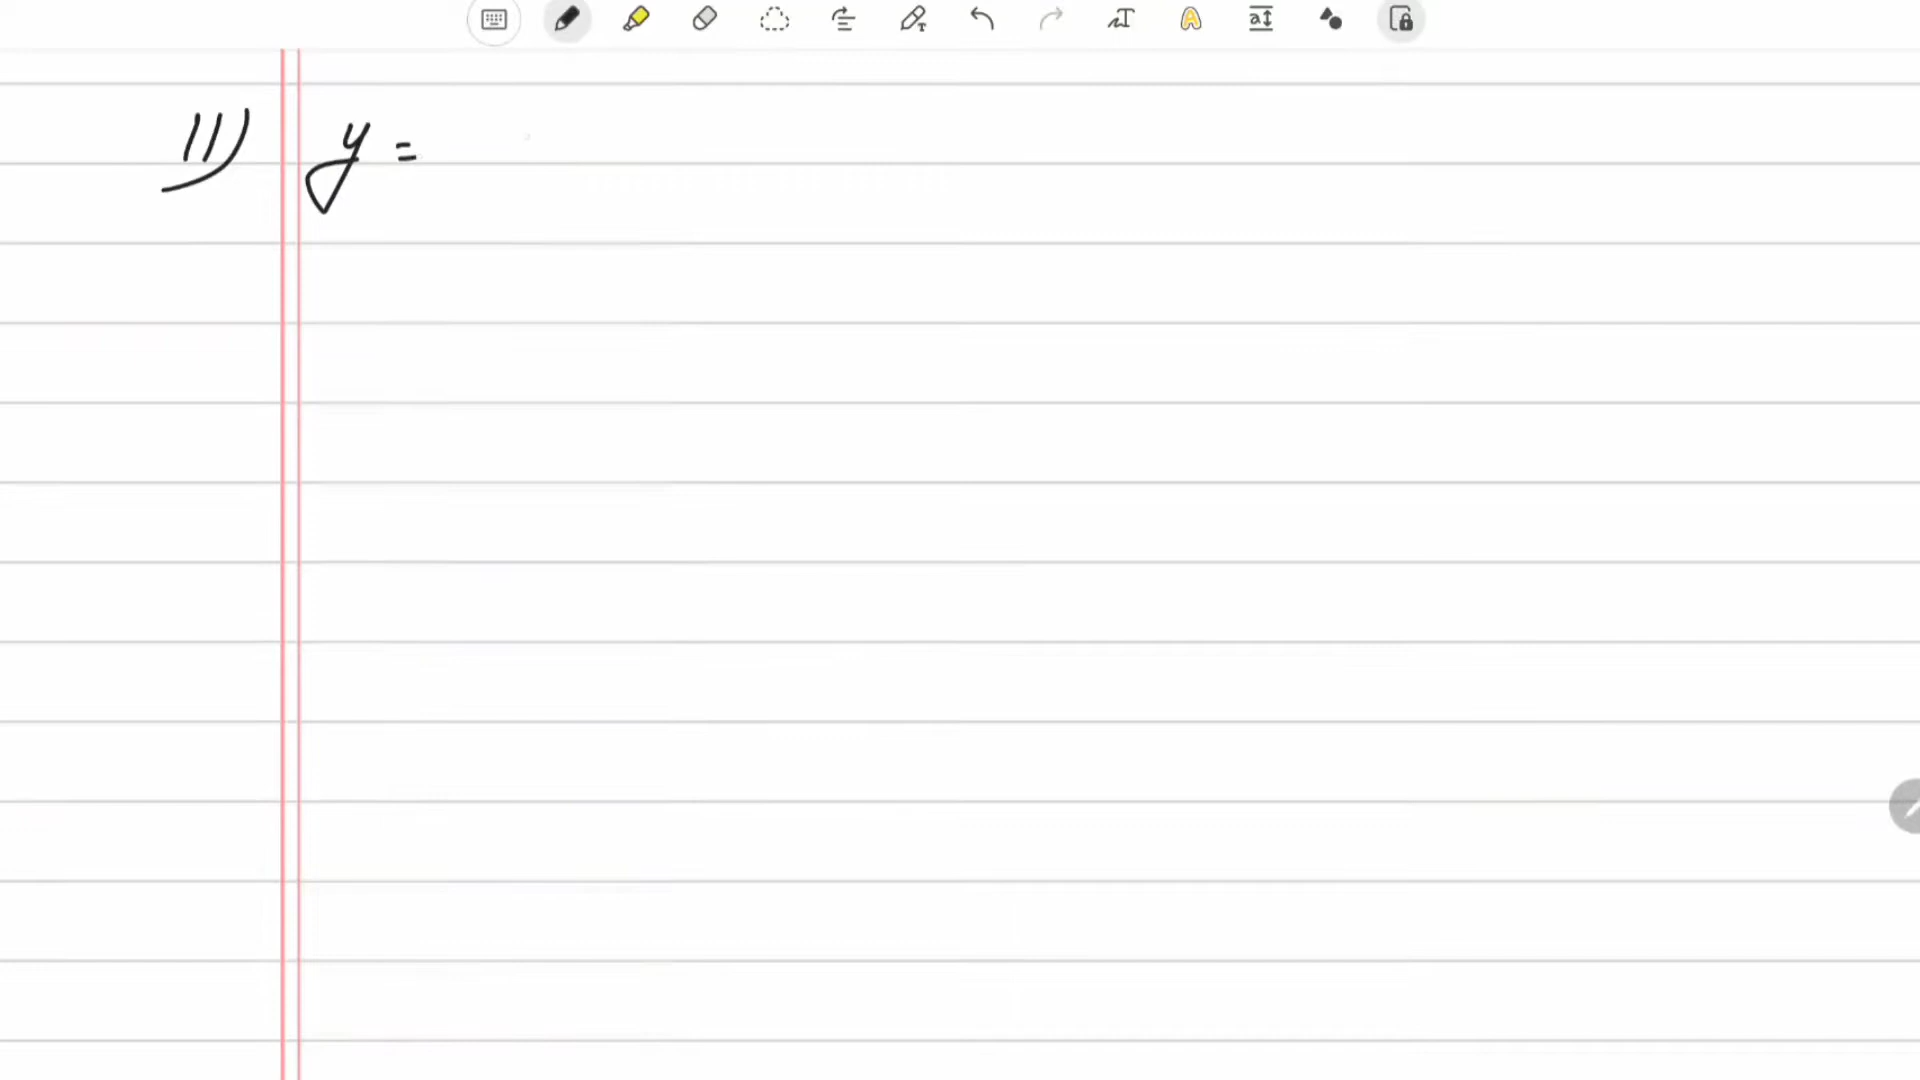 11) y =